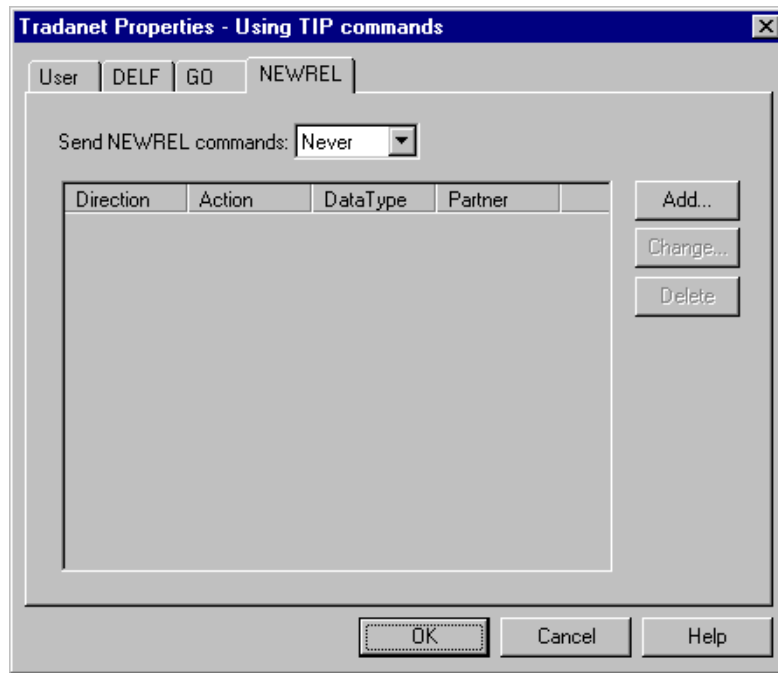 Tradanet Properties - Using TIP commands
User DELF GO NEWREL
Send NEWREL commands: Never
Direction Action DataType Partner
Add...
Change...
Delete
OK Cancel Help